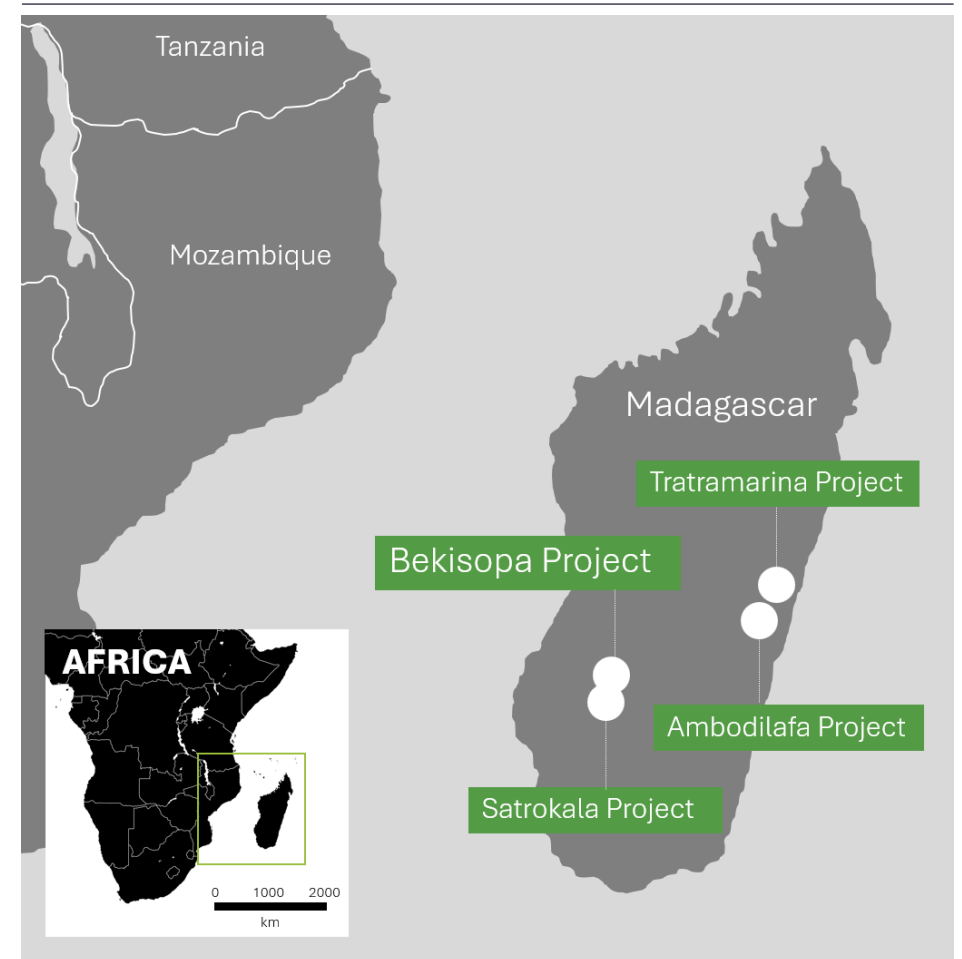 Tanzania
Mozambique
Madagascar
Tratramarina Project
Bekisopa Project
AFRICA
Ambodilafa Project
Satrokala Project
0 1000 2000
km